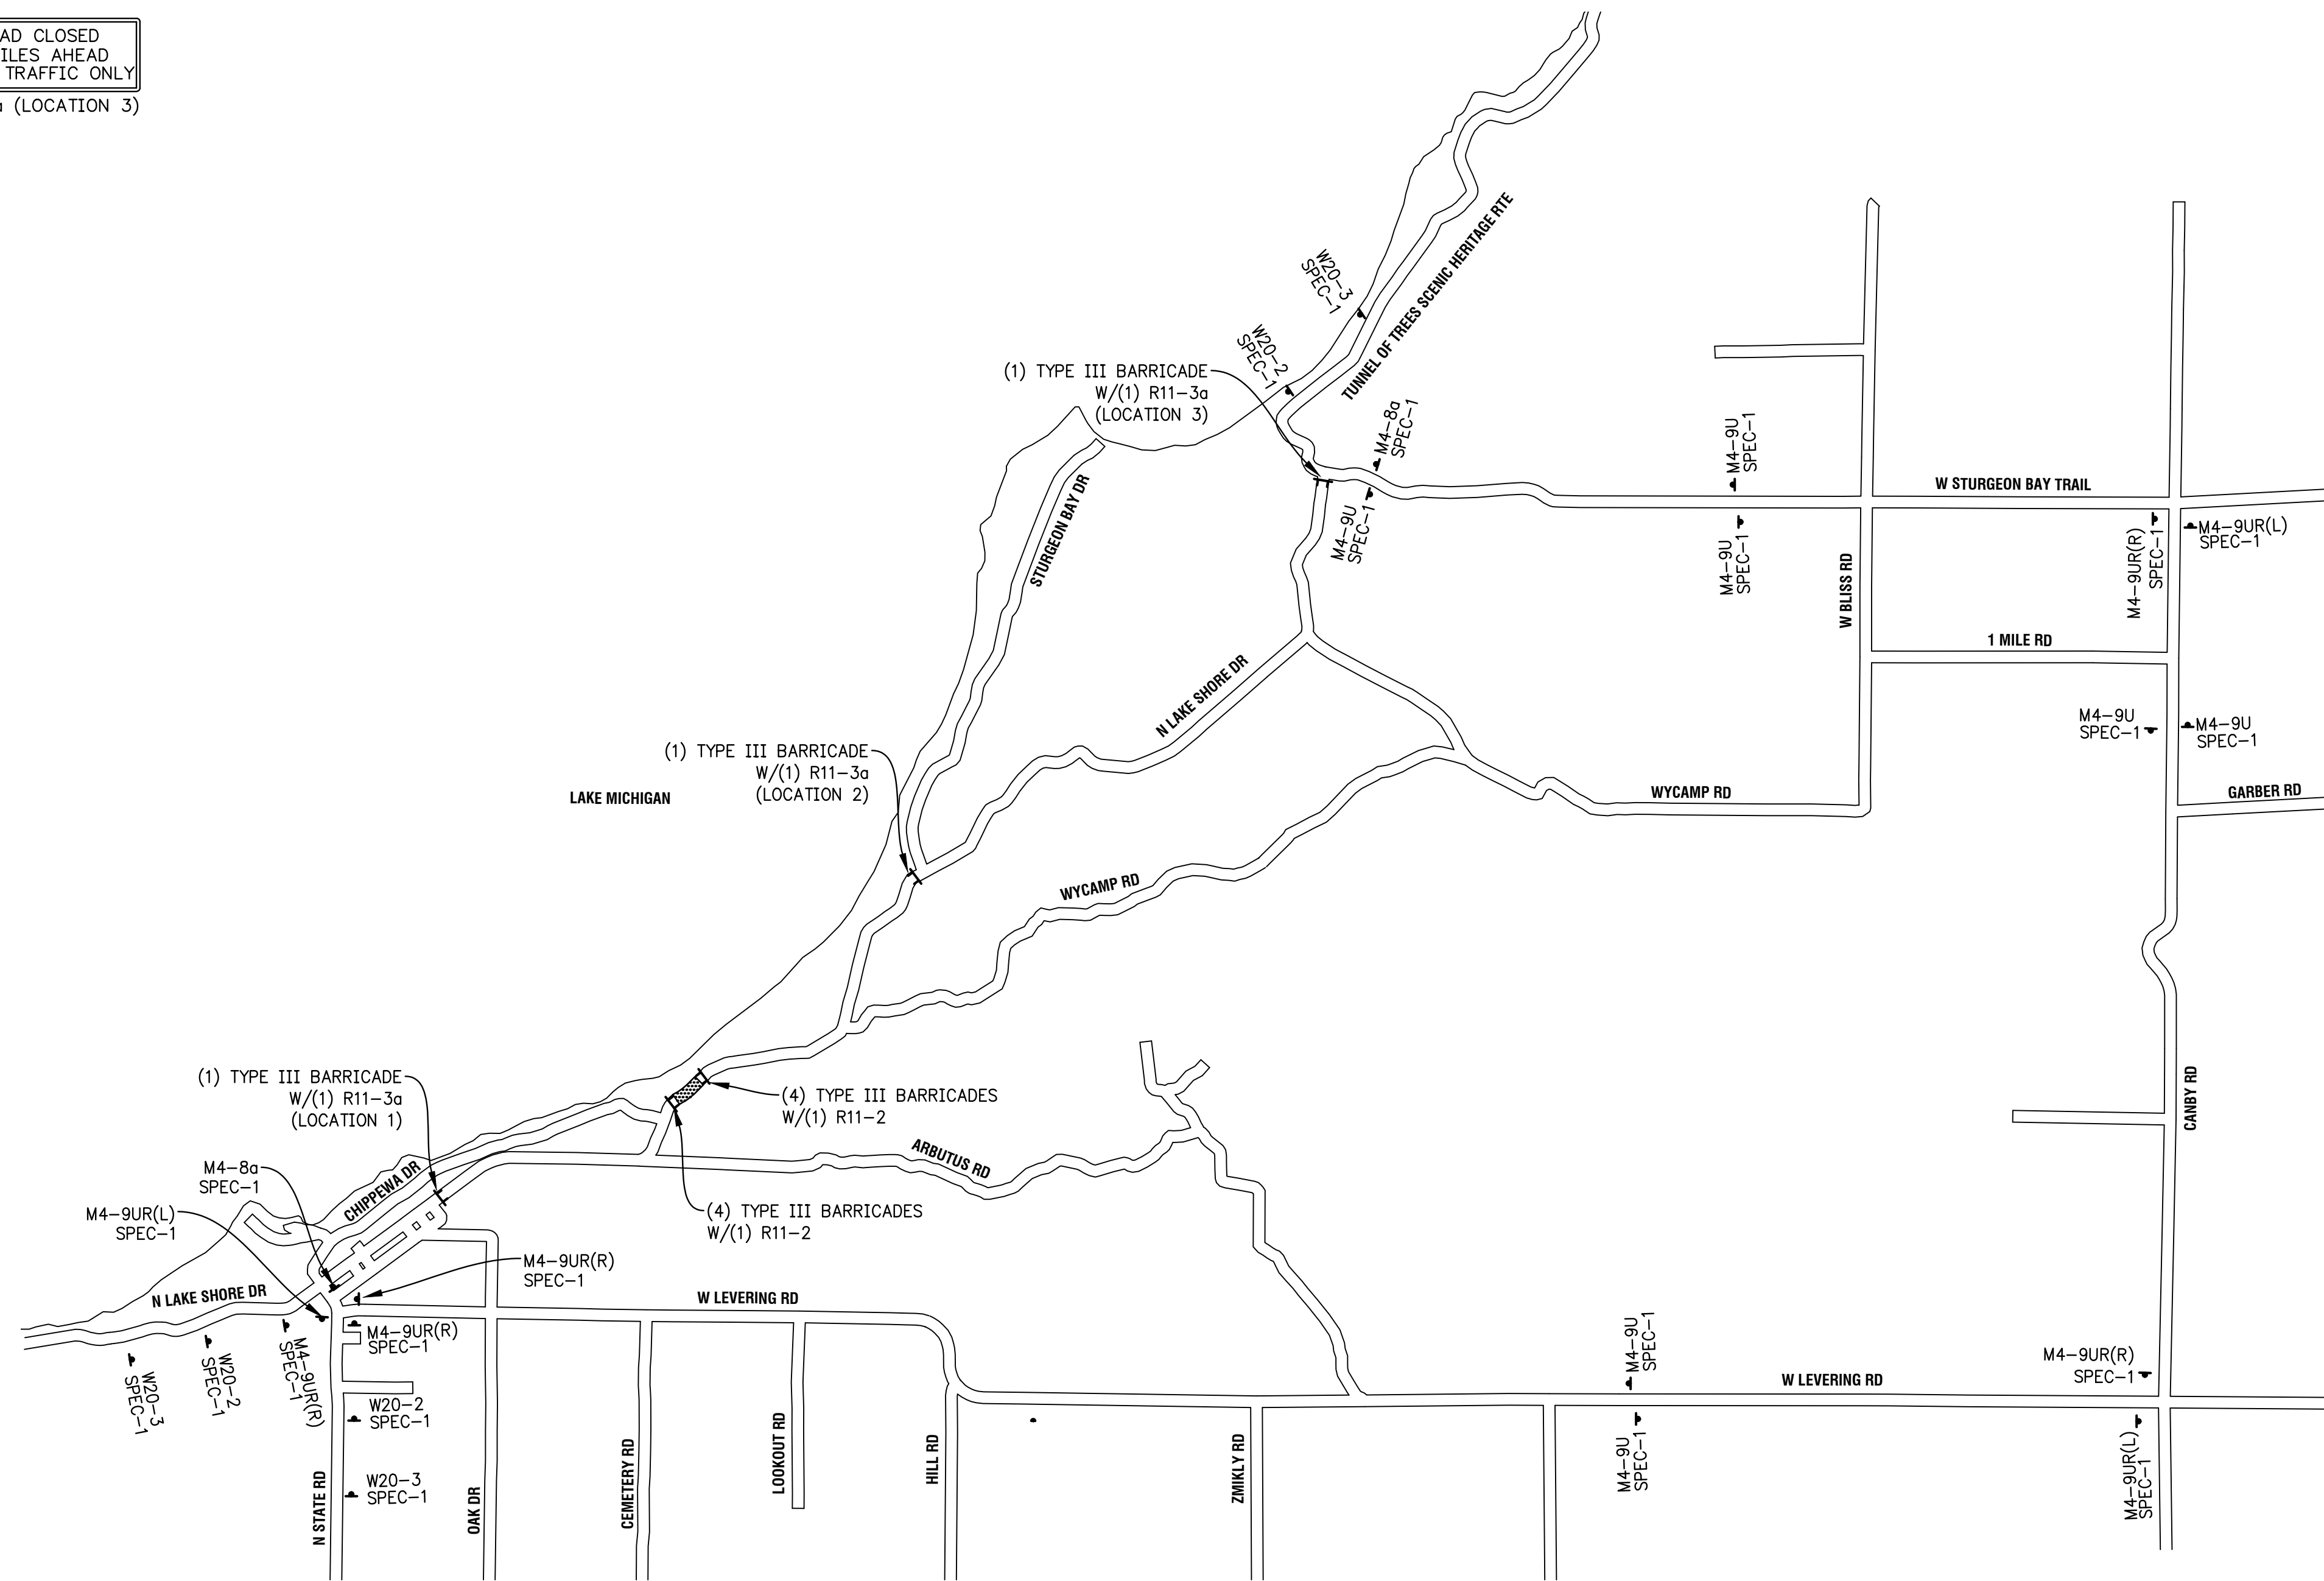 AD CLOSED
ILES AHEAD
TRAFFIC ONLY
a (LOCATION 3)
W20-3
SPEC-1
TUNNEL OF TREES SCENIC HERITAGE RTE
W20-2
SPEC-1
(1) TYPE III BARRICADE
W/(1) R11-3a
(LOCATION 3)
M4-8a
SPEC-1
M4-9U
SPEC-1
M4-9U
SPEC-1
M4-9U
SPEC-1
W STURGEON BAY TRAIL
M4-9UR(R)
SPEC-1
M4-9UR(L)
SPEC-1
STURGEON BAY DR
W BLISS RD
1 MILE RD
N LAKE SHORE DR
M4-9U
SPEC-1
M4-9U
SPEC-1
(1) TYPE III BARRICADE
W/(1) R11-3a
(LOCATION 2)
LAKE MICHIGAN
WYCAMP RD
GARBER RD
WYCAMP RD
CANBY RD
(1) TYPE III BARRICADE
W/(1) R11-3a
(LOCATION 1)
(4) TYPE III BARRICADES
W/(1) R11-2
ARBUTUS RD
M4-8a
SPEC-1
CHIPPEWA DR
(4) TYPE III BARRICADES
W/(1) R11-2
M4-9UR(L)
SPEC-1
M4-9UR(R)
SPEC-1
N LAKE SHORE DR
W LEVERING RD
M4-9UR(R)
SPEC-1
W20-3
SPEC-1
W20-2
SPEC-1
M4-9UR(R)
SPEC-1
W20-2
SPEC-1
W20-3
SPEC-1
M4-9U
SPEC-1
W LEVERING RD
M4-9UR(R)
SPEC-1
M4-9U
SPEC-1
M4-9UR(L)
SPEC-1
N STATE RD
OAK DR
CEMETERY RD
LOOKOUT RD
HILL RD
ZMIKLY RD